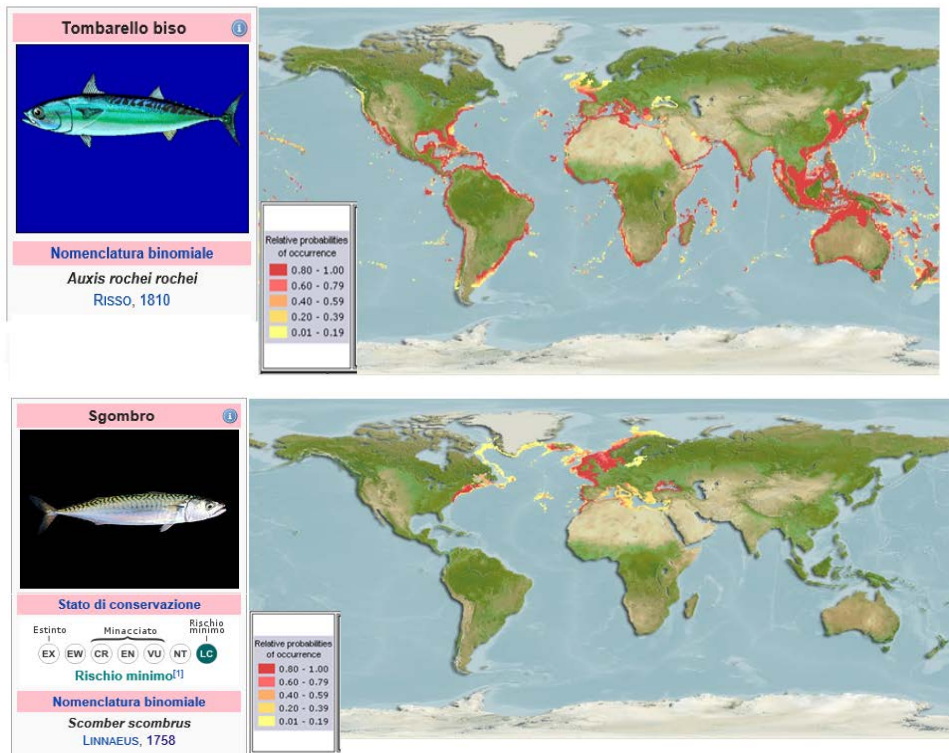 Tombarello biso
Nomenclatura binomiale
Auxis rochei rochei
RISSO, 1810
Relative probabilities
of occurrence
0.80 - 1.00
0.60 - 0.79
0.40 - 0.59
0.20 - 0.39
0.01 - 0.19
Sgombro
Stato di conservazione
Estinto Minacciato Rischio
minimo
EX EW CR EN VU NT LC
Rischio minimo[1]
Nomenclatura binomiale
Scomber scombrus
LINNAEUS, 1758
Relative probabilities
of occurrence
0.80 - 1.00
0.60 - 0.79
0.40 - 0.59
0.20 - 0.39
0.01 - 0.19